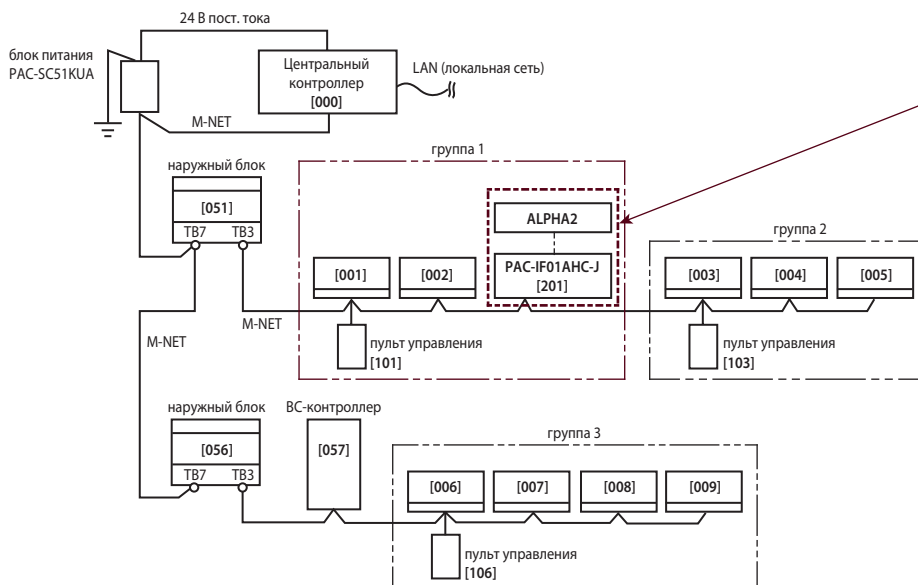 24 В пост. тока
блок питания
PAC-SC51KUA
Центральный
контроллер
[000]
LAN (локальная сеть)
M-NET
группа 1
наружный блок
[051]
TB7
TB3
ALPHA2
группа 2
PAC-IF01AHC-J
[201]
[001]
[002]
[003]
[004]
[005]
M-NET
M-NET
пульт управления
[101]
пульт управления
[103]
наружный блок
BC-контроллер
[056]
TB7
TB3
[057]
группа 3
[006]
[007]
[008]
[009]
пульт управления
[106]